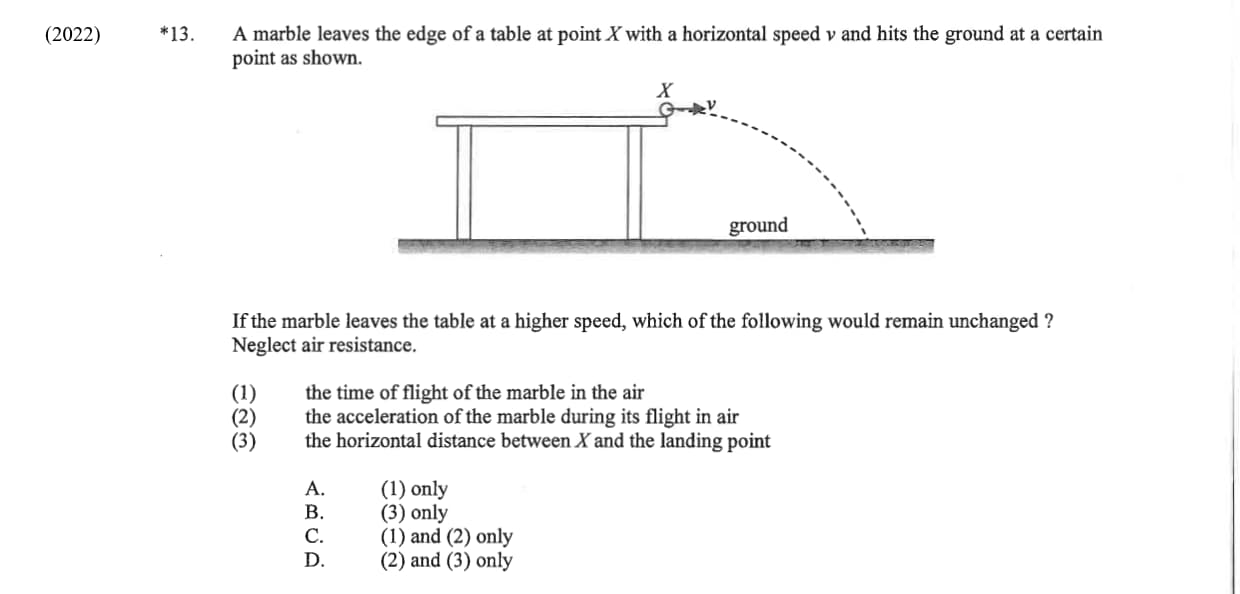 (2022) *13. A marble leaves the edge of a table at point X with a horizontal speed v and hits the ground at a certain
point as shown.
X
v
ground
If the marble leaves the table at a higher speed, which of the following would remain unchanged ?
Neglect air resistance.
(1) the time of flight of the marble in the air
(2) the acceleration of the marble during its flight in air
(3) the horizontal distance between X and the landing point
A. (1) only
B. (3) only
C. (1) and (2) only
D. (2) and (3) only